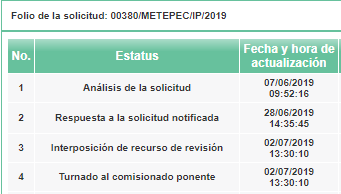 Folio de la solicitud: 00380/METEPEC/IP/2019
No. Estatus Fecha y hora de
actualización
1 Análisis de la solicitud 07/06/2019
09:52:16
2 Respuesta a la solicitud notificada 28/06/2019
14:35:45
3 Interposición de recurso de revisión 02/07/2019
13:30:10
4 Turnado al comisionado ponente 02/07/2019
13:30:10